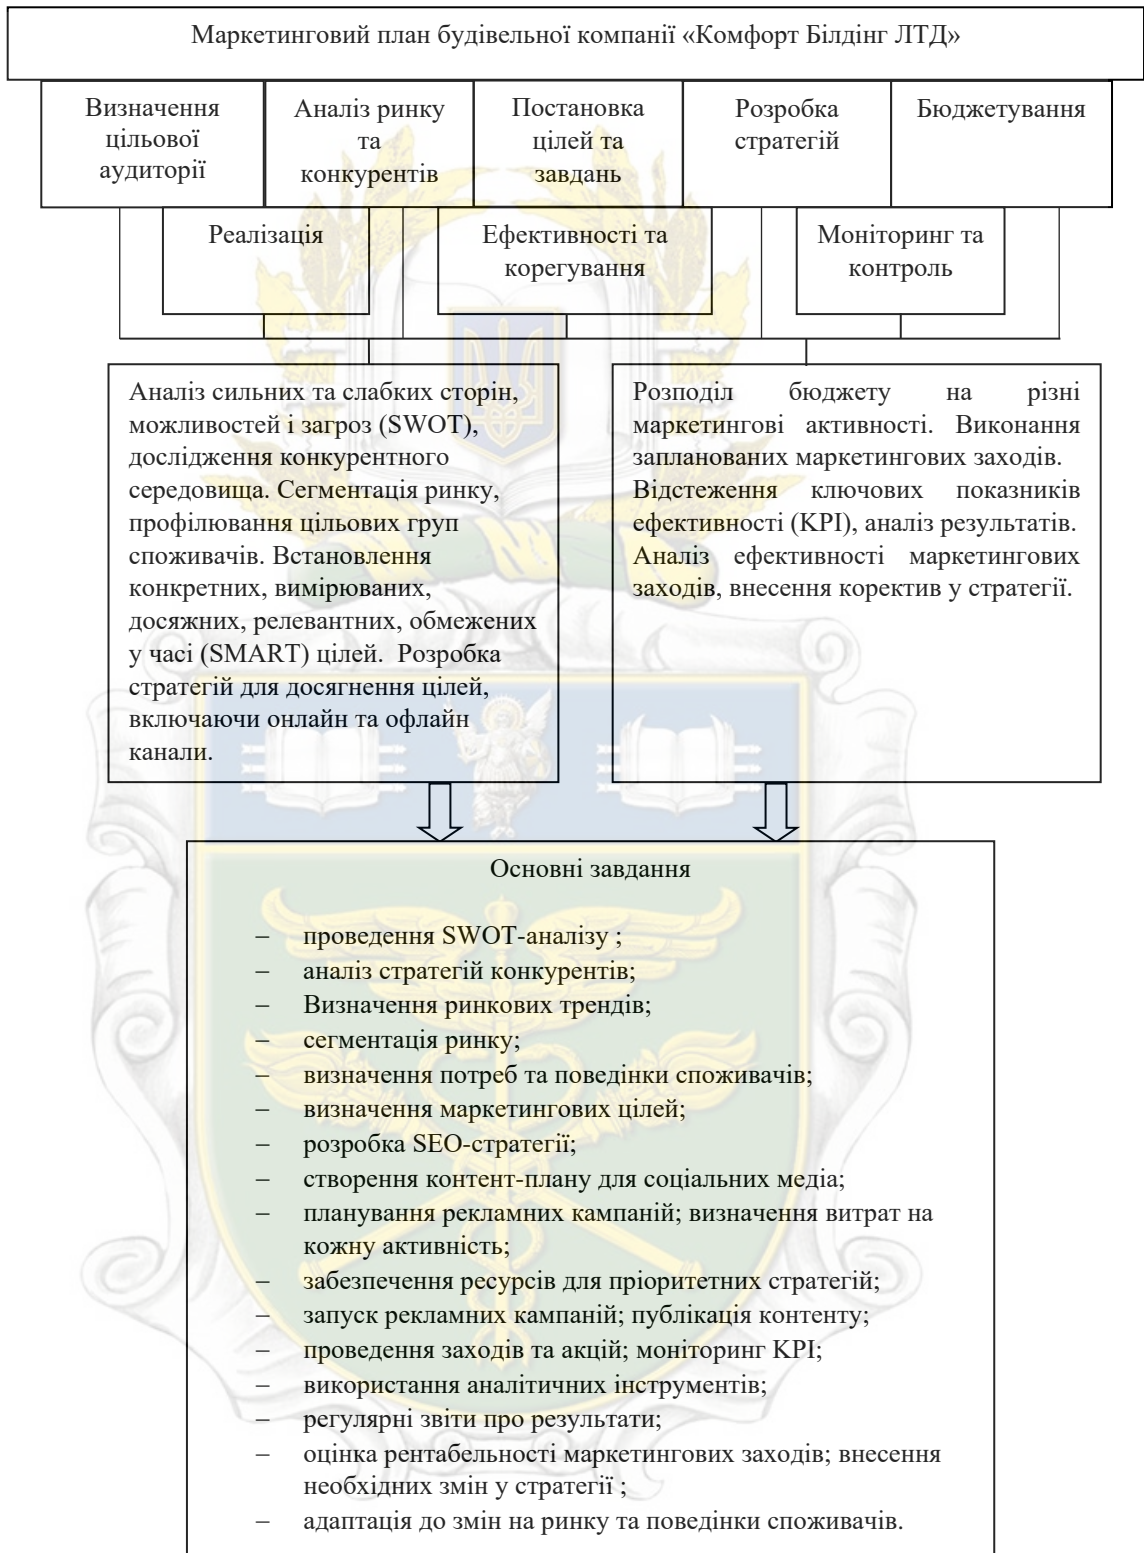 Маркетинговий план будівельної компанії «Комфорт Білдінг ЛТД»
Визначення
цільової
аудиторії
Аналіз ринку
та
конкурентів
Постановка
цілей та
завдань
Розробка
стратегій
Бюджетування
Реалізація
Ефективності та
корегування
Моніторинг та
контроль
Аналіз сильних та слабких сторін,
можливостей і загроз (SWOT),
дослідження конкурентного
середовища. Сегментація ринку,
профілювання цільових груп
споживачів. Встановлення
конкретних, вимірюваних,
досяжних, релевантних, обмежених
у часі (SMART) цілей. Розробка
стратегій для досягнення цілей,
включаючи онлайн та офлайн
канали.
Розподіл бюджету на різні
маркетингові активності. Виконання
запланованих маркетингових заходів.
Відстеження ключових показників
ефективності (KPI), аналіз результатів.
Аналіз ефективності маркетингових
заходів, внесення коректив у стратегії.
Основні завдання
– проведення SWOT-аналізу ;
– аналіз стратегій конкурентів;
– Визначення ринкових трендів;
– сегментація ринку;
– визначення потреб та поведінки споживачів;
– визначення маркетингових цілей;
– розробка SEO-стратегії;
– створення контент-плану для соціальних медіа;
– планування рекламних кампаній; визначення витрат на
кожну активність;
– забезпечення ресурсів для пріоритетних стратегій;
– запуск рекламних кампаній; публікація контенту;
– проведення заходів та акцій; моніторинг KPI;
– використання аналітичних інструментів;
– регулярні звіти про результати;
– оцінка рентабельності маркетингових заходів; внесення
необхідних змін у стратегії ;
– адаптація до змін на ринку та поведінки споживачів.